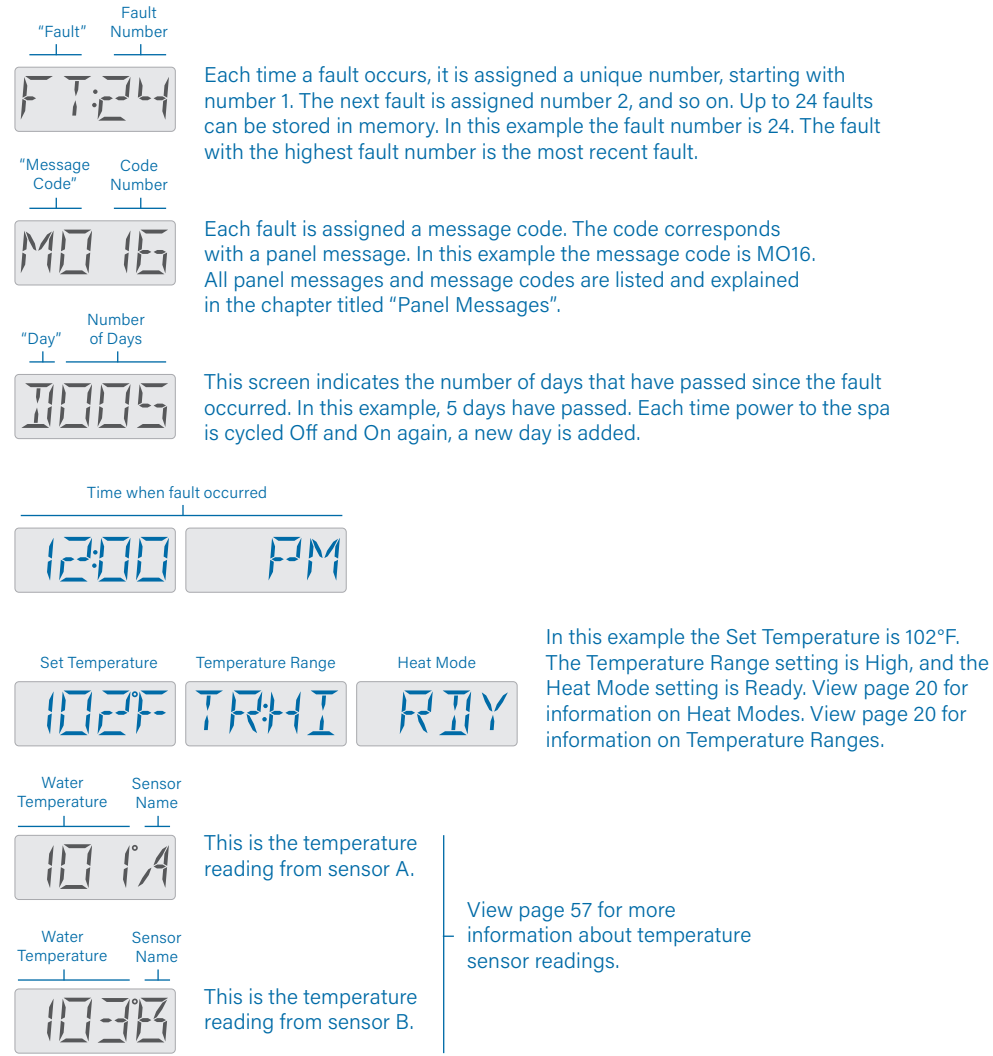 "Fault"
Fault
Number
FT:24
Each time a fault occurs, it is assigned a unique number, starting with
number 1. The next fault is assigned number 2, and so on. Up to 24 faults
can be stored in memory. In this example the fault number is 24. The fault
with the highest fault number is the most recent fault.
"Message
Code"
Code
Number
MO16
Each fault is assigned a message code. The code corresponds
with a panel message. In this example the message code is MO16.
All panel messages and message codes are listed and explained
in the chapter titled "Panel Messages".
"Day"
Number
of Days
D005
This screen indicates the number of days that have passed since the fault
occurred. In this example, 5 days have passed. Each time power to the spa
is cycled Off and On again, a new day is added.
Time when fault occurred
12:00 PM
Set Temperature
Temperature Range
Heat Mode
102°F
TR:HI
RDY
In this example the Set Temperature is 102°F.
The Temperature Range setting is High, and the
Heat Mode setting is Ready. View page 20 for
information on Heat Modes. View page 20 for
information on Temperature Ranges.
Water
Temperature
Sensor
Name
101°A
This is the temperature
reading from sensor A.
Water
Temperature
Sensor
Name
103°B
This is the temperature
reading from sensor B.
View page 57 for more
information about temperature
sensor readings.